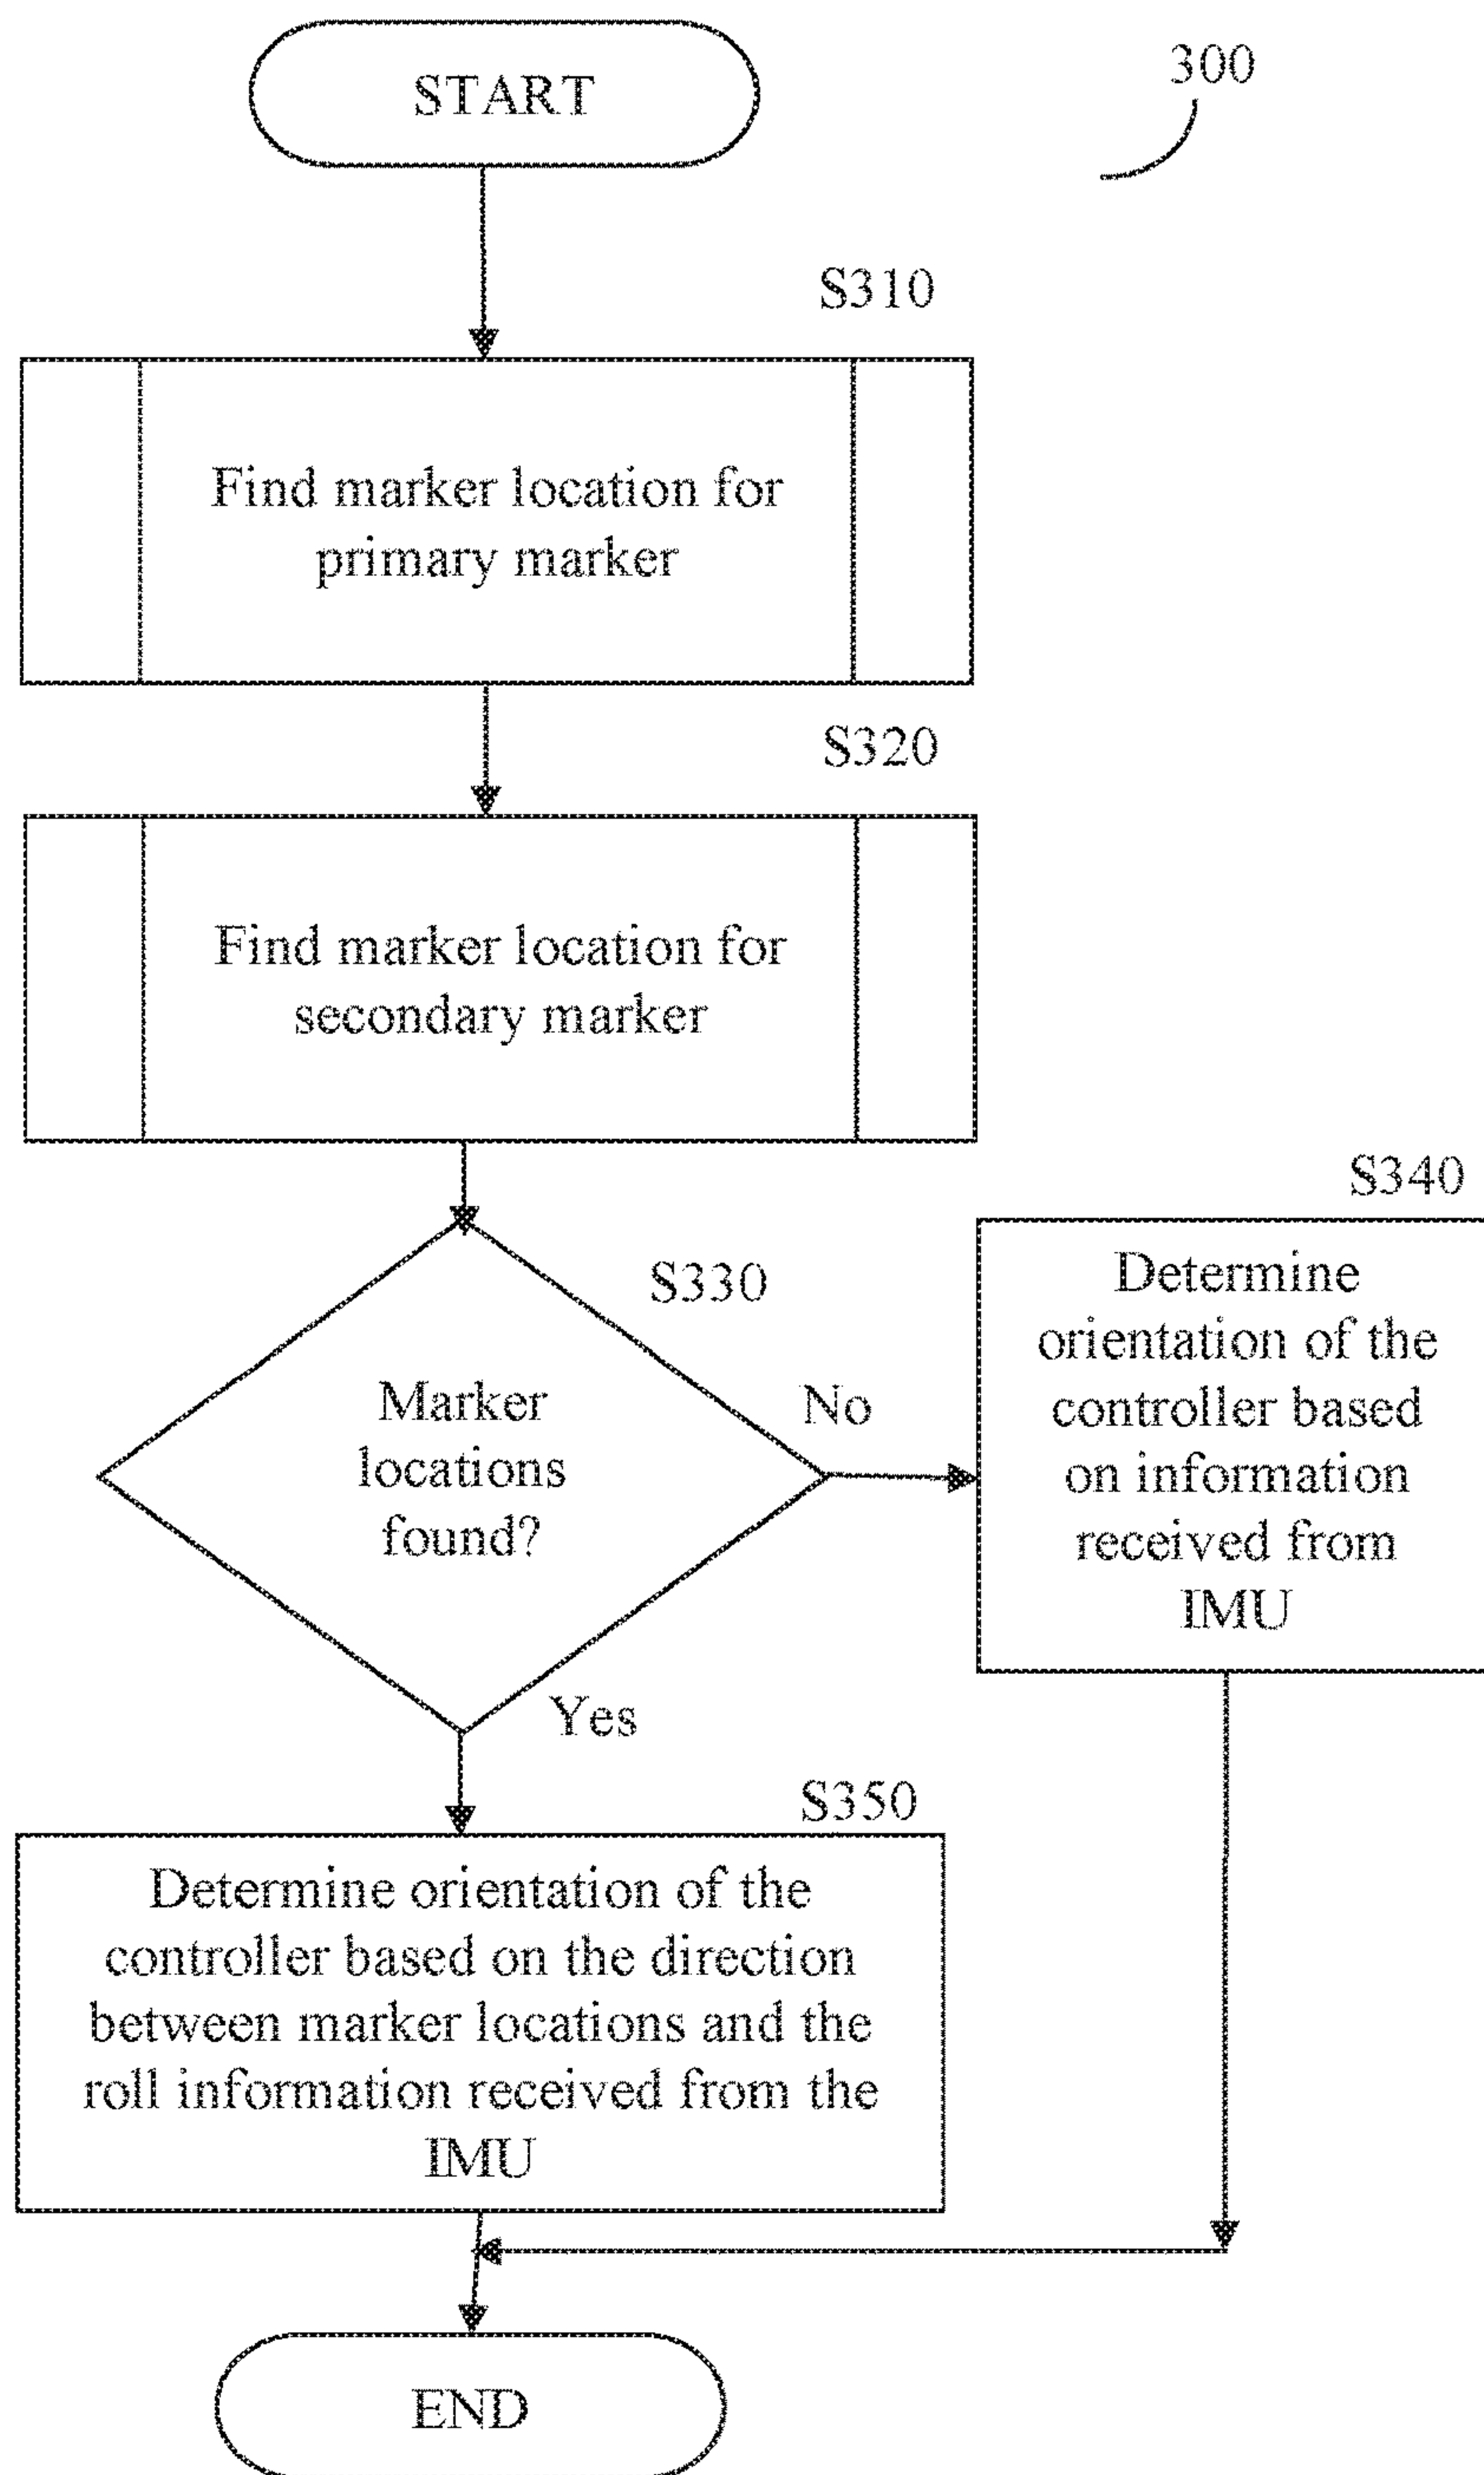 START
300
S310
Find marker location for
primary marker
S320
Find marker location for
secondary marker
S330
Marker
locations
found?
No
S340
Determine
orientation of the
controller based
on information
received from
IMU
Yes
S350
Determine orientation of the
controller based on the direction
between marker locations and the
roll information received from the
IMU
END